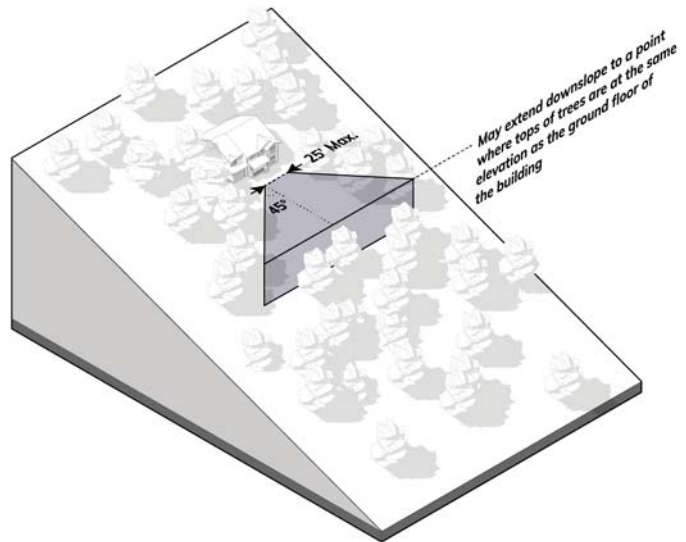 25' Max.
45°
May extend downslope to a point
where tops of trees are at the same
elevation as the ground floor of
the building